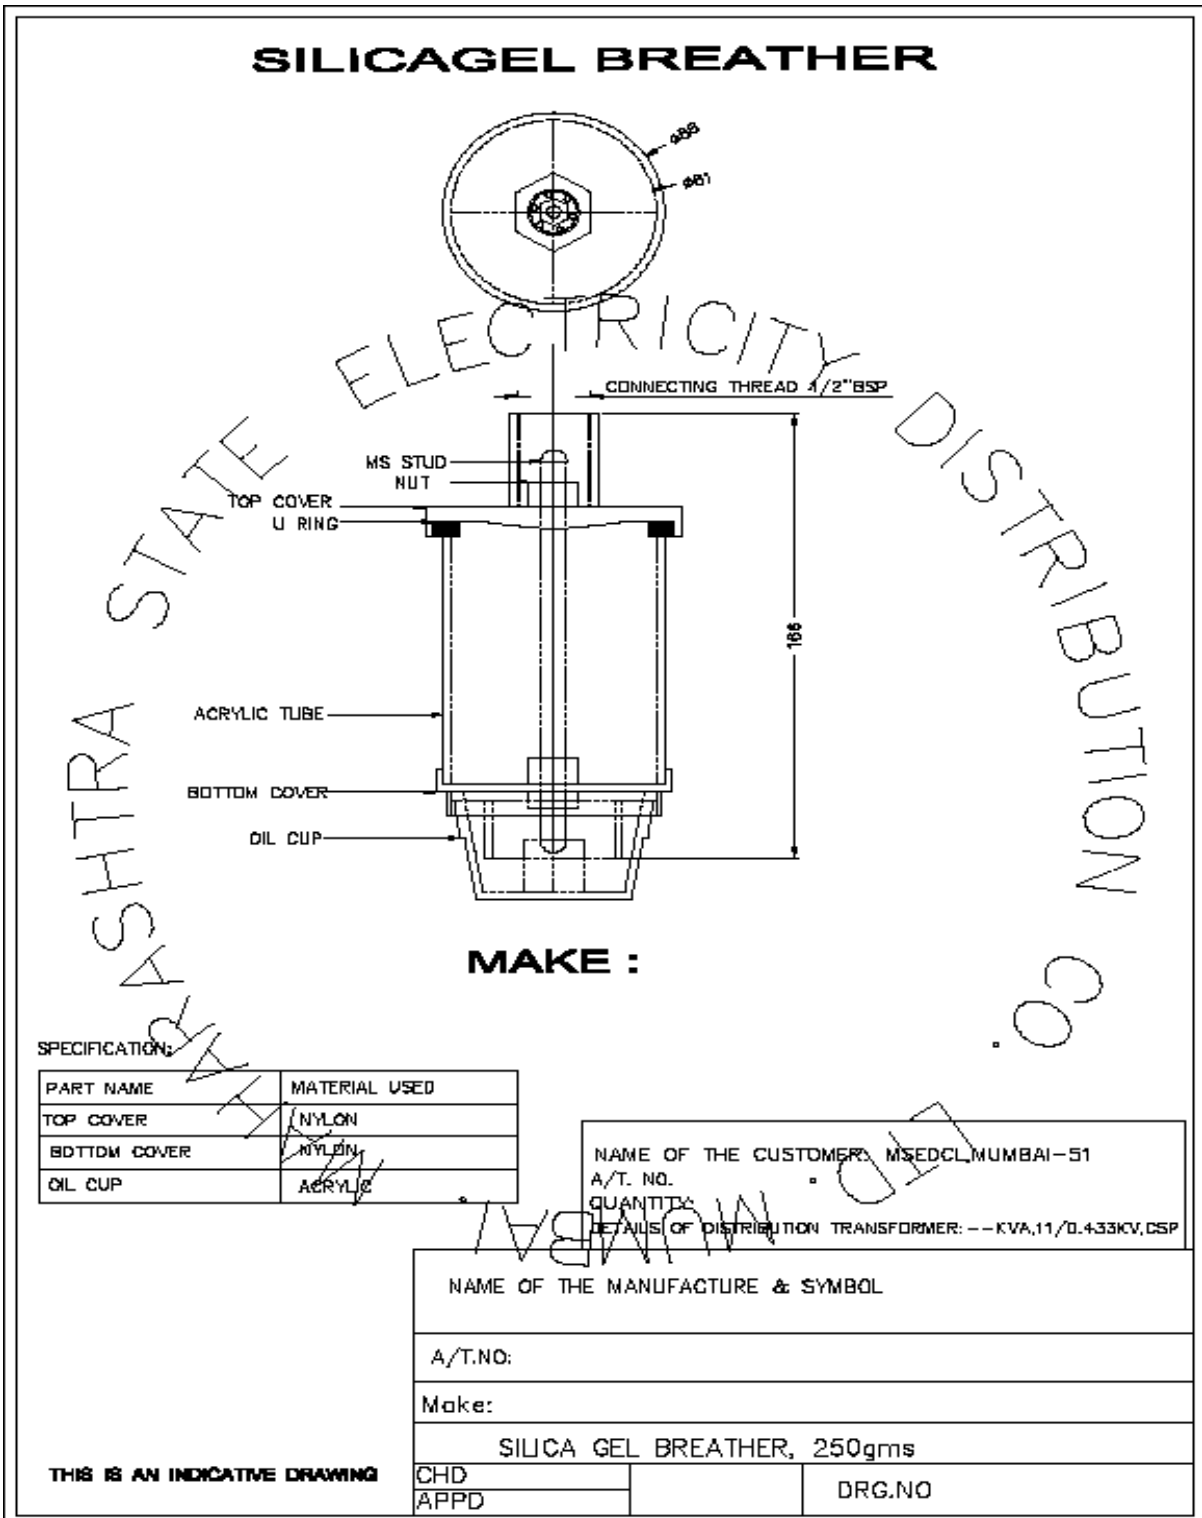 SILICAGEL BREATHER
ø61
CONNECTING THREAD 1/2"BSP
MS STUD
NUT
TOP COVER
U RING
166
ACRYLIC TUBE
BOTTOM COVER
OIL CUP
MAKE :
MAHARASHTRA STATE ELECTRICITY DISTRIBUTION CO. LTD. MUMBAI.
SPECIFICATION:
PART NAME MATERIAL USED
TOP COVER NYLON
BOTTOM COVER NYLON
OIL CUP ACRYLIC
NAME OF THE CUSTOMER: MSEDCL,MUMBAI-51
A/T. NO.
QUANTITY:
DETAILS OF DISTRIBUTION TRANSFORMER: --KVA,11/0.433KV,CSP
NAME OF THE MANUFACTURE & SYMBOL
A/T.NO:
Make:
SILICA GEL BREATHER, 250gms
THIS IS AN INDICATIVE DRAWING
CHD
APPD
DRG.NO